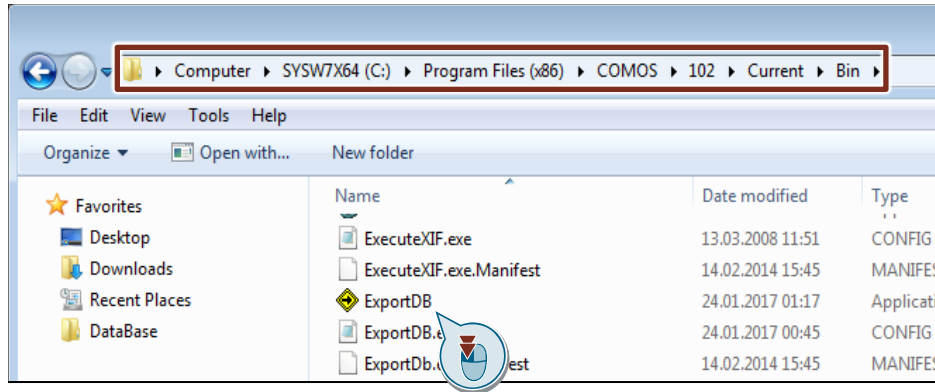 Computer SYSW7X64 (C:) Program Files (x86) COMOS 102 Current Bin
File Edit View Tools Help
Organize Open with... New folder
Favorites
Desktop
Downloads
Recent Places
DataBase
Name Date modified Type
ExecuteXIF.exe 13.03.2008 11:51 CONFIG
ExecuteXIF.exe.Manifest 14.02.2014 15:45 MANIFES
ExportDB 24.01.2017 01:17 Applicati
ExportDB.e 24.01.2017 00:45 CONFIG
ExportDb. est 14.02.2014 15:45 MANIFES